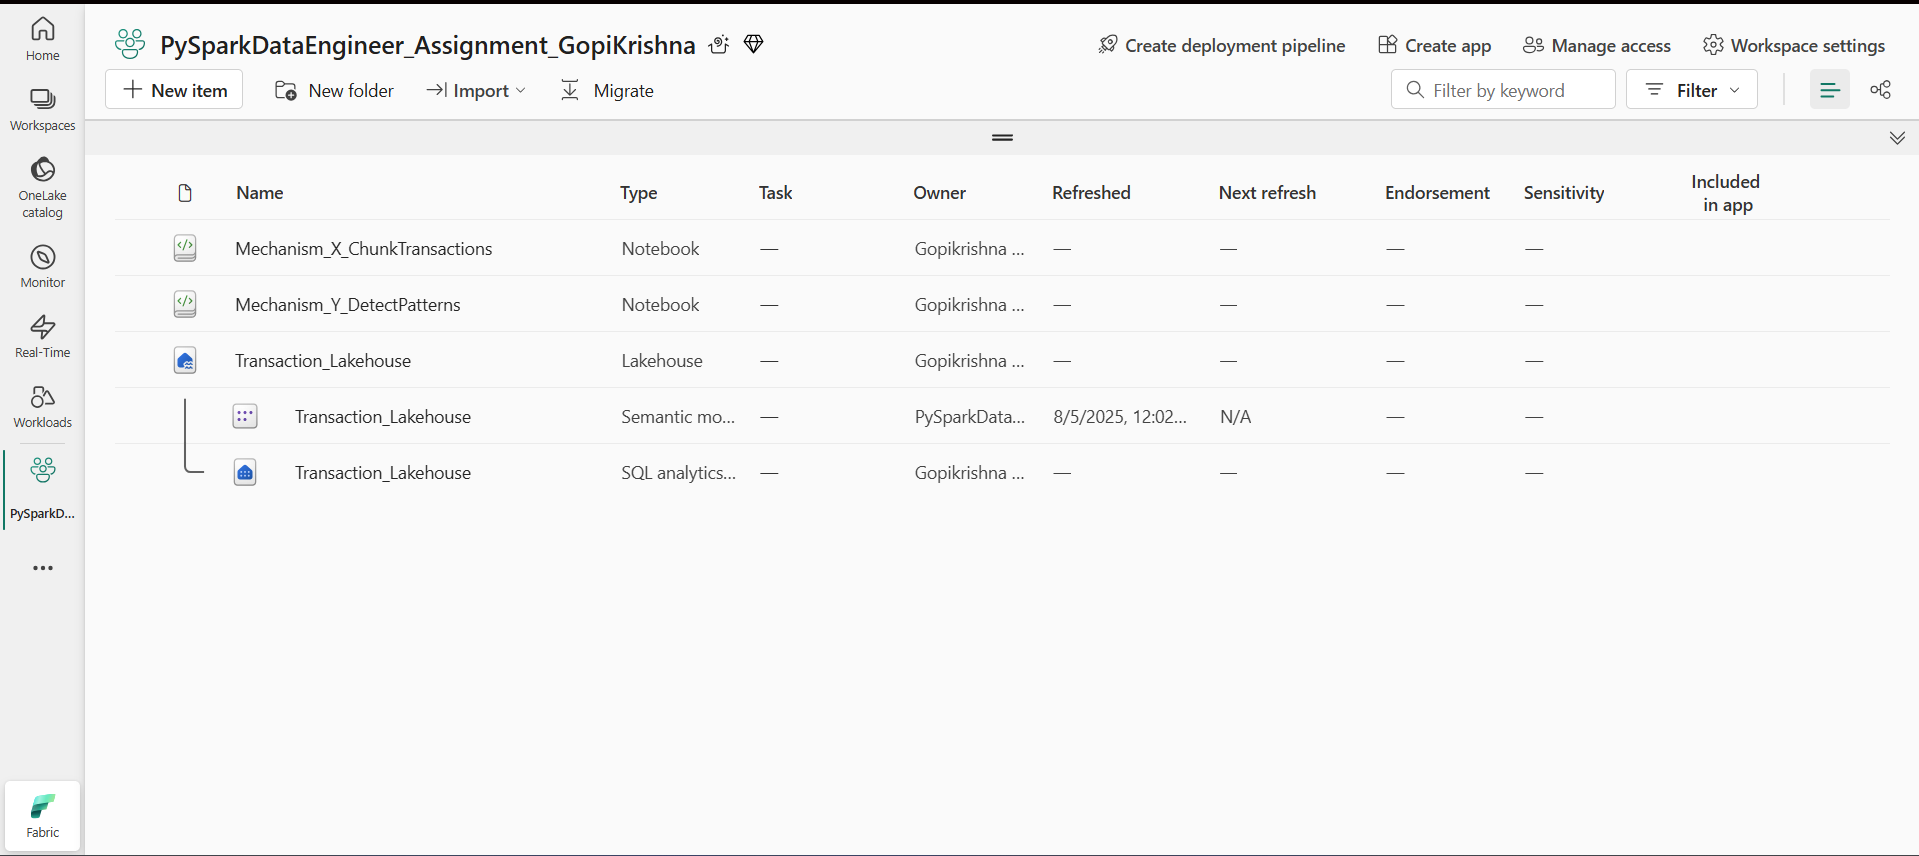 Home
Workspaces
OneLake
catalog
Monitor
Real-Time
Workloads
PySparkD...
Fabric
PySparkDataEngineer_Assignment_GopiKrishna
Create deployment pipeline Create app Manage access Workspace settings
New item New folder Import Migrate Filter by keyword Filter
Name Type Task Owner Refreshed Next refresh Endorsement Sensitivity Included
in app
Mechanism_X_ChunkTransactions Notebook — Gopikrishna ... — — — —
Mechanism_Y_DetectPatterns Notebook — Gopikrishna ... — — — —
Transaction_Lakehouse Lakehouse — Gopikrishna ... — — — —
Transaction_Lakehouse Semantic mo... — PySparkData... 8/5/2025, 12:02... N/A — —
Transaction_Lakehouse SQL analytics... — Gopikrishna ... — — — —